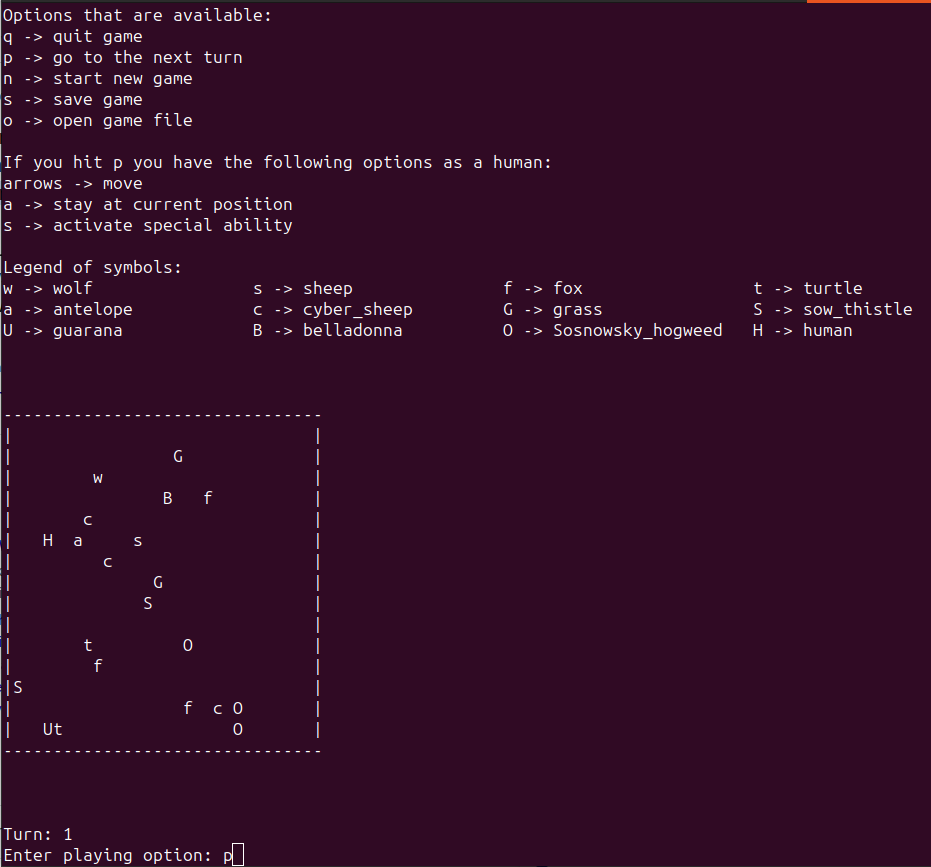 Options that are available:
q -> quit game
p -> go to the next turn
n -> start new game
s -> save game
o -> open game file

If you hit p you have the following options as a human:
arrows -> move
a -> stay at current position
s -> activate special ability

Legend of symbols:
w -> wolf                s -> sheep               f -> fox                 t -> turtle
a -> antelope            c -> cyber_sheep         G -> grass               S -> sow_thistle
U -> guarana             B -> belladonna          O -> Sosnowsky_hogweed   H -> human

--------------------------------
|                              |
|                G             |
|        w                     |
|               B   f          |
|       c                      |
|   H  a     s                 |
|         c                    |
|              G               |
|             S                |
|                              |
|       t         O            |
|        f                     |
|S                             |
|                 f  c O       |
|   Ut                 O       |
--------------------------------

Turn: 1
Enter playing option: p